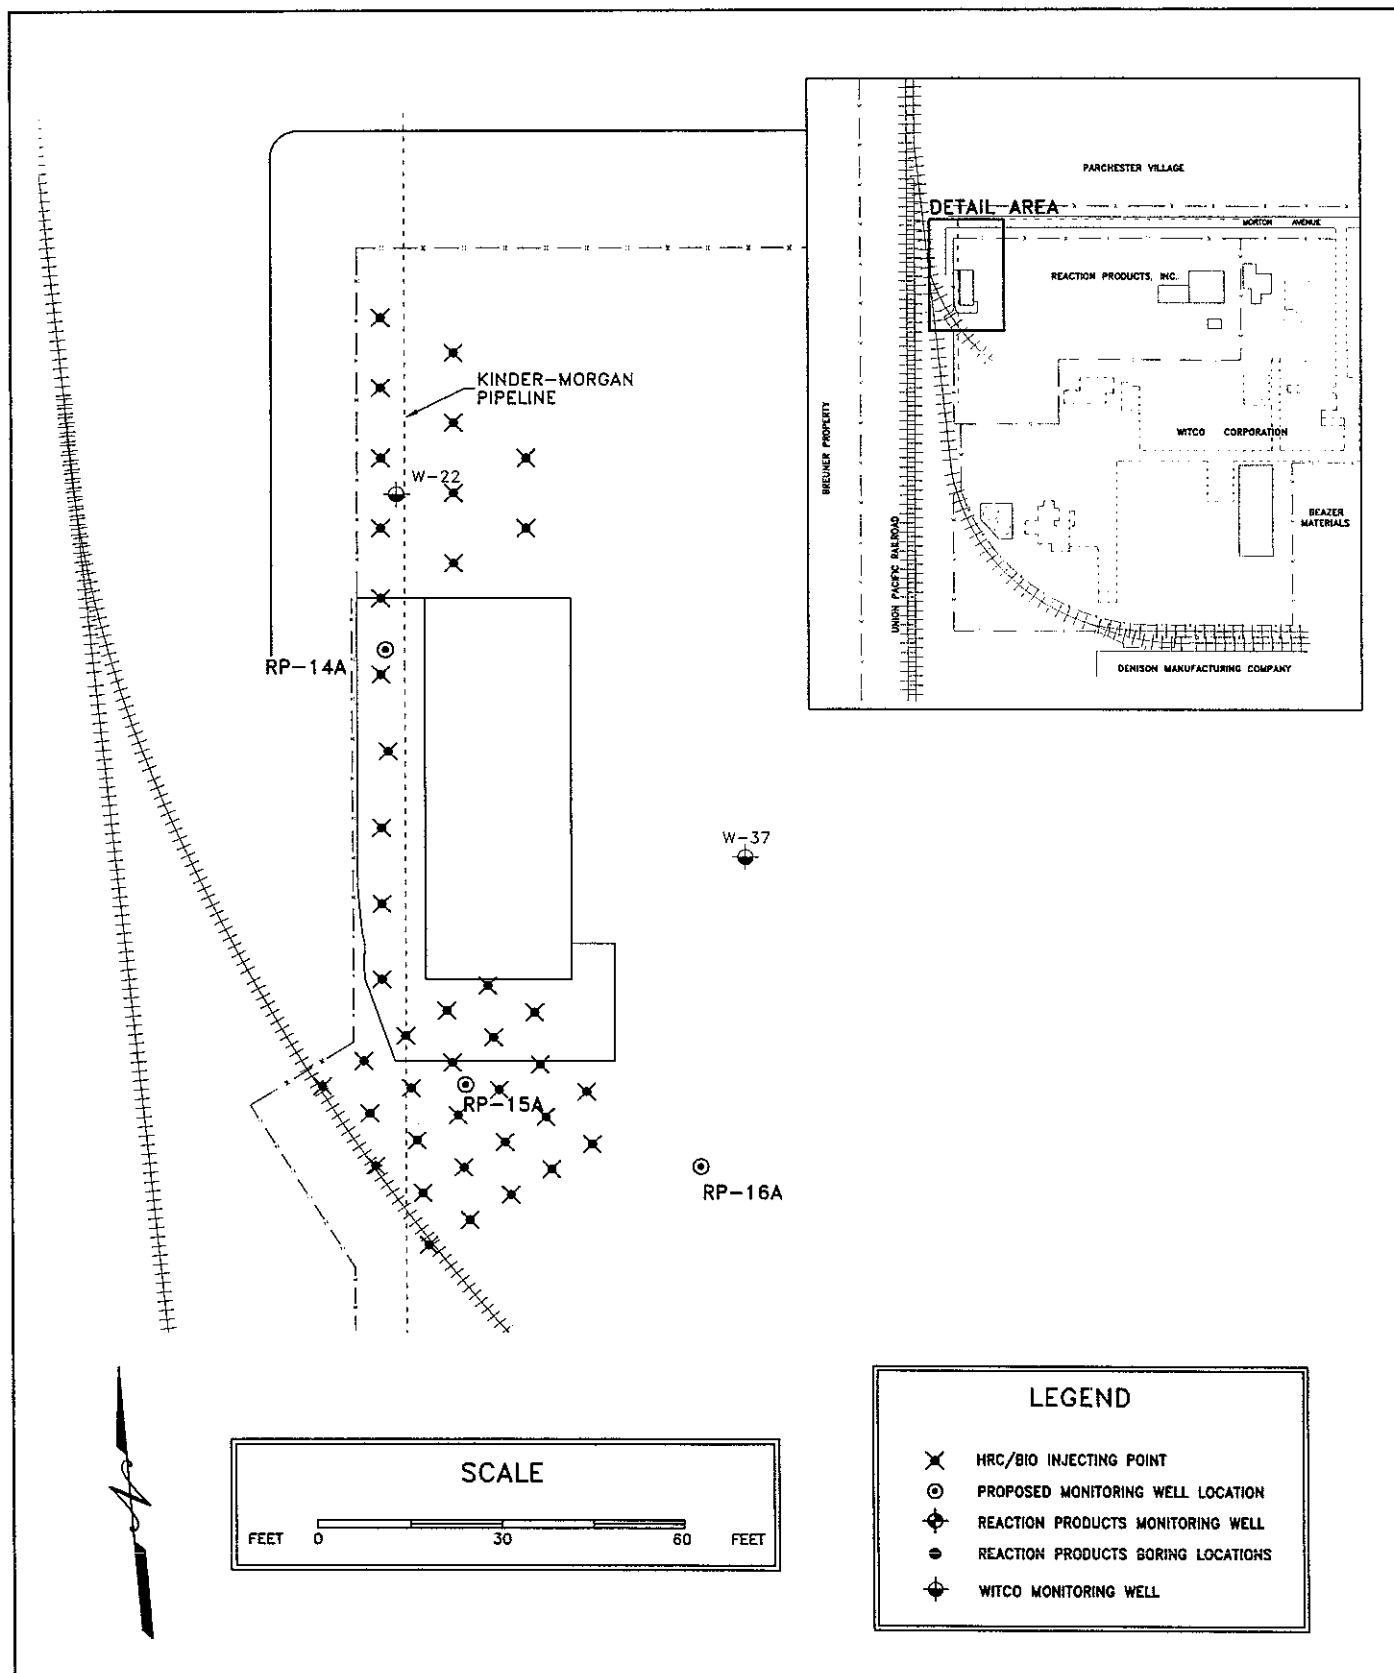 PARCHESTER VILLAGE
DETAIL AREA
MORTON AVENUE
REACTION PRODUCTS, INC.
BREUNER PROPERTY
UNION PACIFIC RAILROAD
WITCO CORPORATION
BEAZER
MATERIALS
DENISON MANUFACTURING COMPANY
KINDER-MORGAN
PIPELINE
W-22
RP-14A
W-37
RP-15A
RP-16A
SCALE
FEET 0 30 60 FEET
LEGEND
HRC/BIO INJECTING POINT
PROPOSED MONITORING WELL LOCATION
REACTION PRODUCTS MONITORING WELL
REACTION PRODUCTS BORING LOCATIONS
WITCO MONITORING WELL